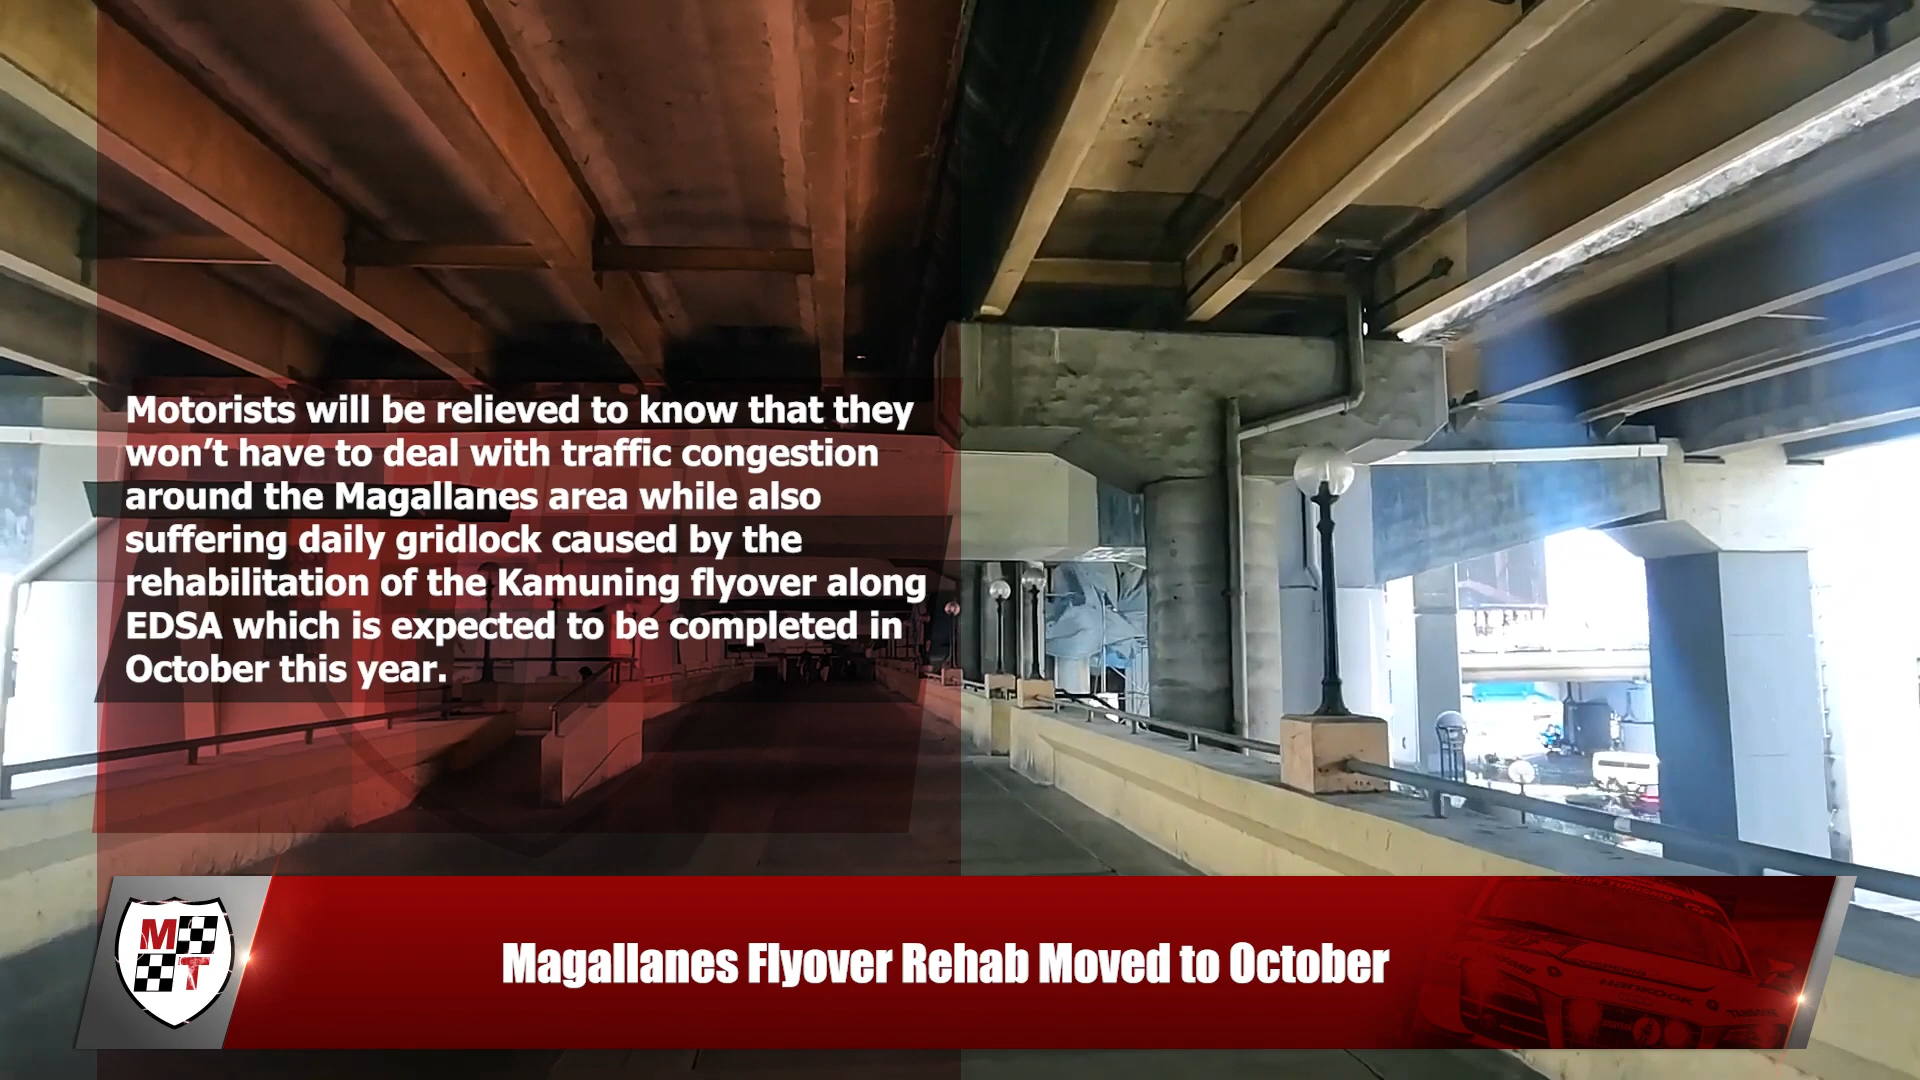 Motorists will be relieved to know that they
won’t have to deal with traffic congestion
around the Magallanes area while also
suffering daily gridlock caused by the
rehabilitation of the Kamuning flyover along
EDSA which is expected to be completed in
October this year.
M
T
Magallanes Flyover Rehab Moved to October
HANKOOK